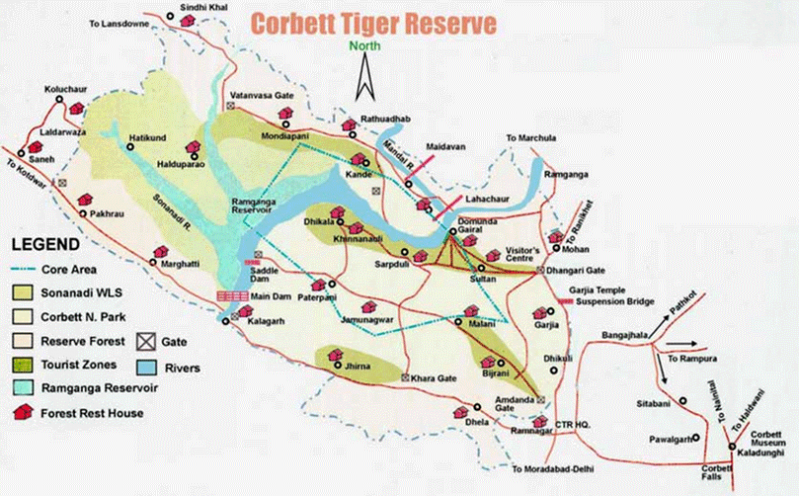 Corbett Tiger Reserve
Sindhi Khal
To Lansdowne
North
Koluchaur
Vatanvasa Gate
Rathuadhab
Laldarwaza
Hatikund
Mondiapani
Maidavan
To Marchula
Saneh
Halduparao
Kande
Mandal R.
To Kotdwar
Ramganga
Lahachaur
Pakhrau
Sonanadi R.
Ramganga
Reservoir
Dhikala
Domunda
Gairal
To Ranikhet
Khinnanauli
Mohan
LEGEND
Visitor's
Centre
Core Area
Marghatti
Saddle
Dam
Sarpduli
Sultan
Dhangari Gate
Sonanadi WLS
Main Dam
Paterpani
Garjia Temple
Suspension Bridge
Pathkot
Corbett N. Park
Kalagarh
Jamunagwar
Malani
Garjia
Reserve Forest
Gate
Bangajhala
Tourist Zones
Rivers
Jhirna
Bijrani
Dhikuli
To Rampura
Ramganga Reservoir
Khara Gate
Forest Rest House
Amdanda
Gate
Sitabani
To Nainital
To Haldwani
Dhela
Ramnagar
CTR HQ.
Pawalgarh
Corbett
Museum
Kaladunghi
To Moradabad-Delhi
Corbett
Falls